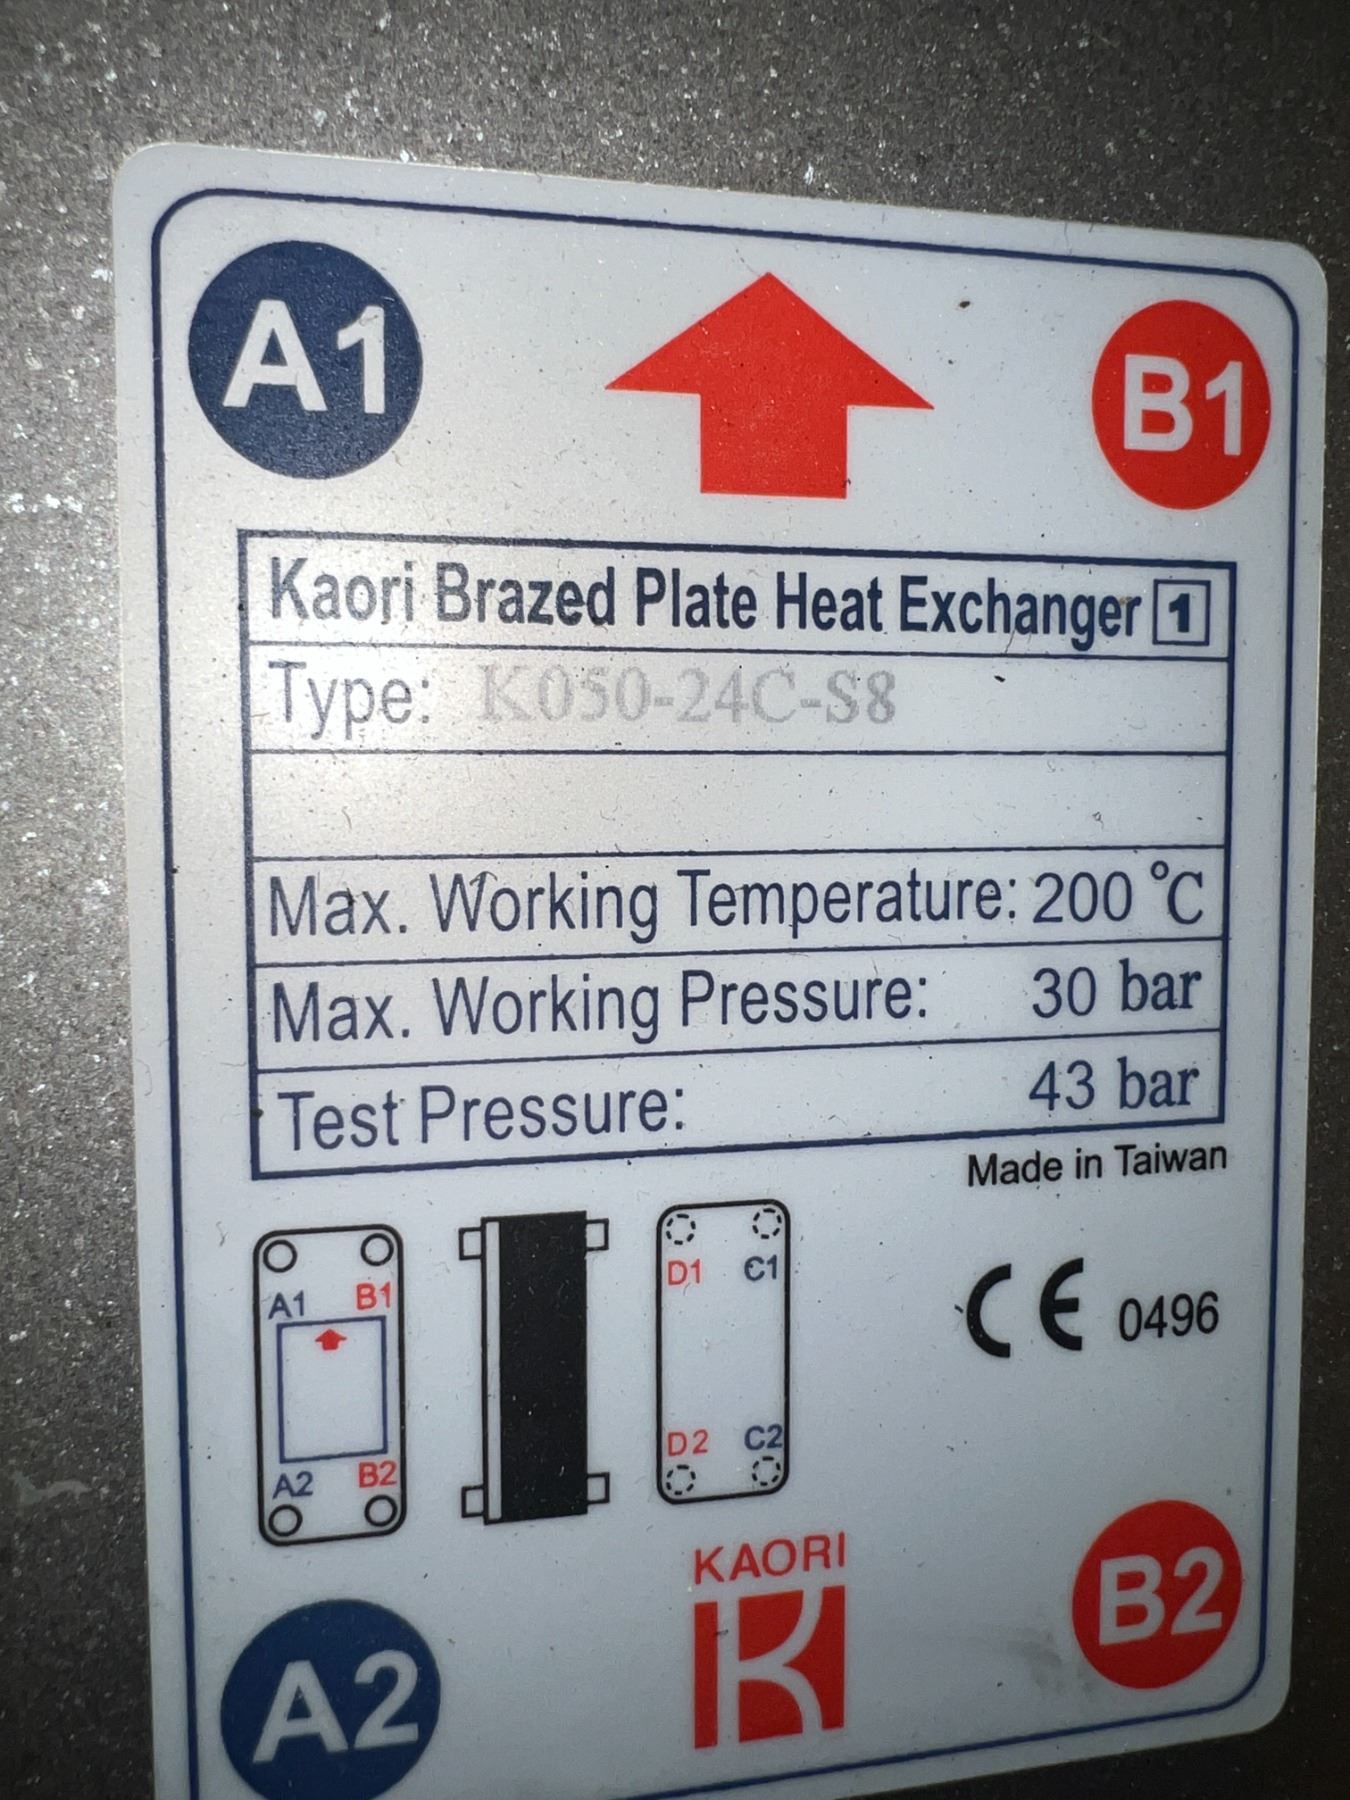 A1
B1
Kaori Brazed Plate Heat Exchanger 1
Type: K050-24C-S8
Max. Working Temperature: 200 °C
Max. Working Pressure: 30 bar
Test Pressure: 43 bar
Made in Taiwan
A1 B1
D1 C1
CE 0496
A2 B2
D2 C2
KAORI
A2
B2